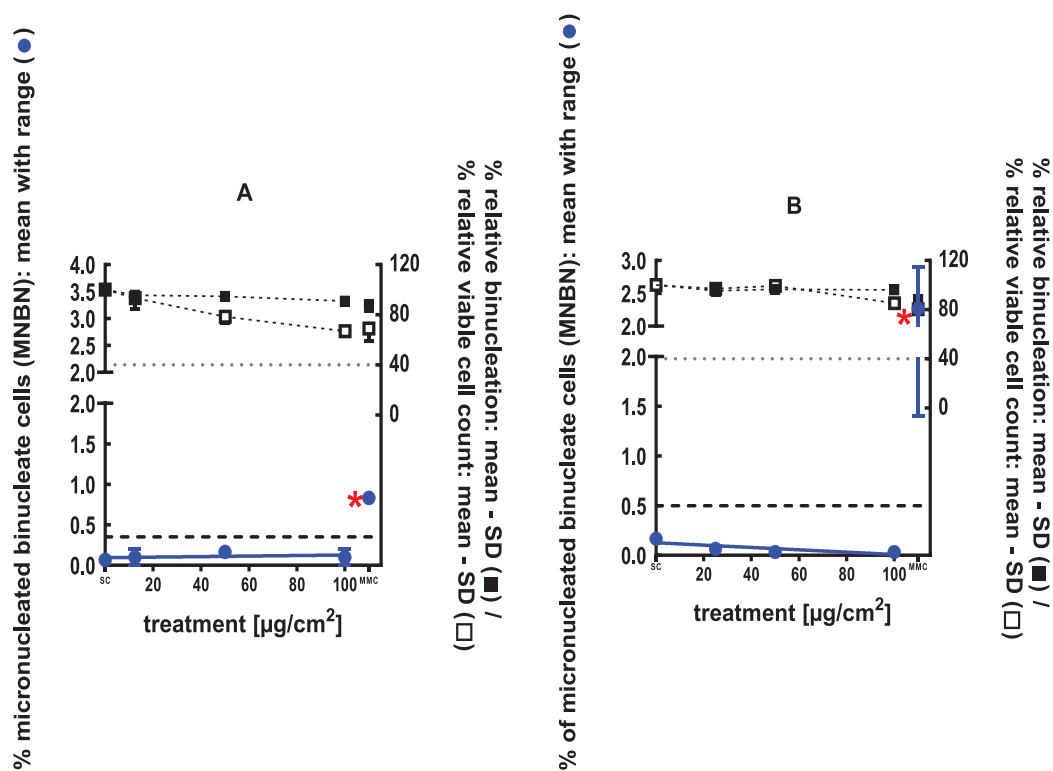 % micronucleated binucleate cells (MNBN): mean with range (●)
A
4.0
3.5
3.0
2.5
2.0
2.0
1.5
1.0
0.5
0.0
120
80
40
0
*
SC
20
40
60
80
100
MMC
treatment [µg/cm²]
% relative binucleation: mean - SD (■) /
% relative viable cell count: mean - SD (□)
% of micronucleated binucleate cells (MNBN): mean with range (●)
B
3.0
2.5
2.0
2.0
1.5
1.0
0.5
0.0
120
80
40
0
*
SC
20
40
60
80
100
MMC
treatment [µg/cm²]
% relative binucleation: mean - SD (■) /
% relative viable cell count: mean - SD (□)